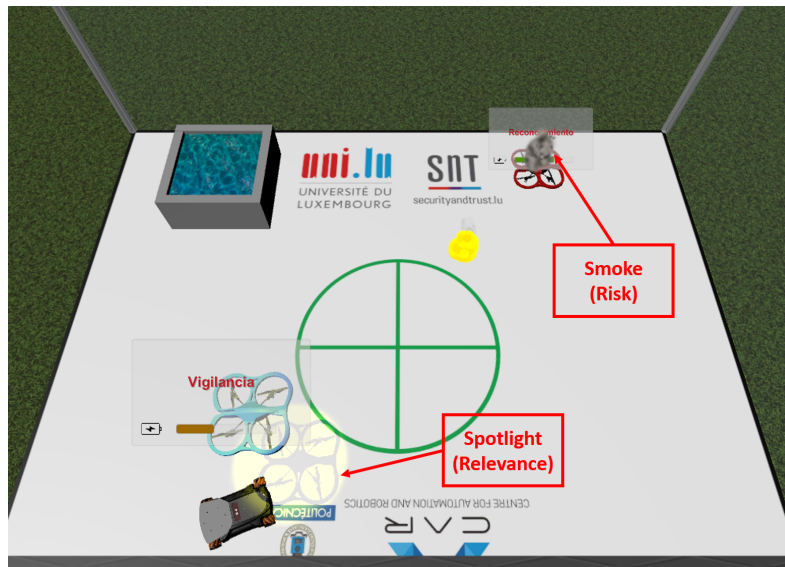 Reconocimiento
uni.lu
UNIVERSITÉ DU
LUXEMBOURG
SNT
securityandtrust.lu
Smoke
(Risk)
Vigilancia
Spotlight
(Relevance)
CENTRE FOR AUTOMATION AND ROBOTICS
CAR